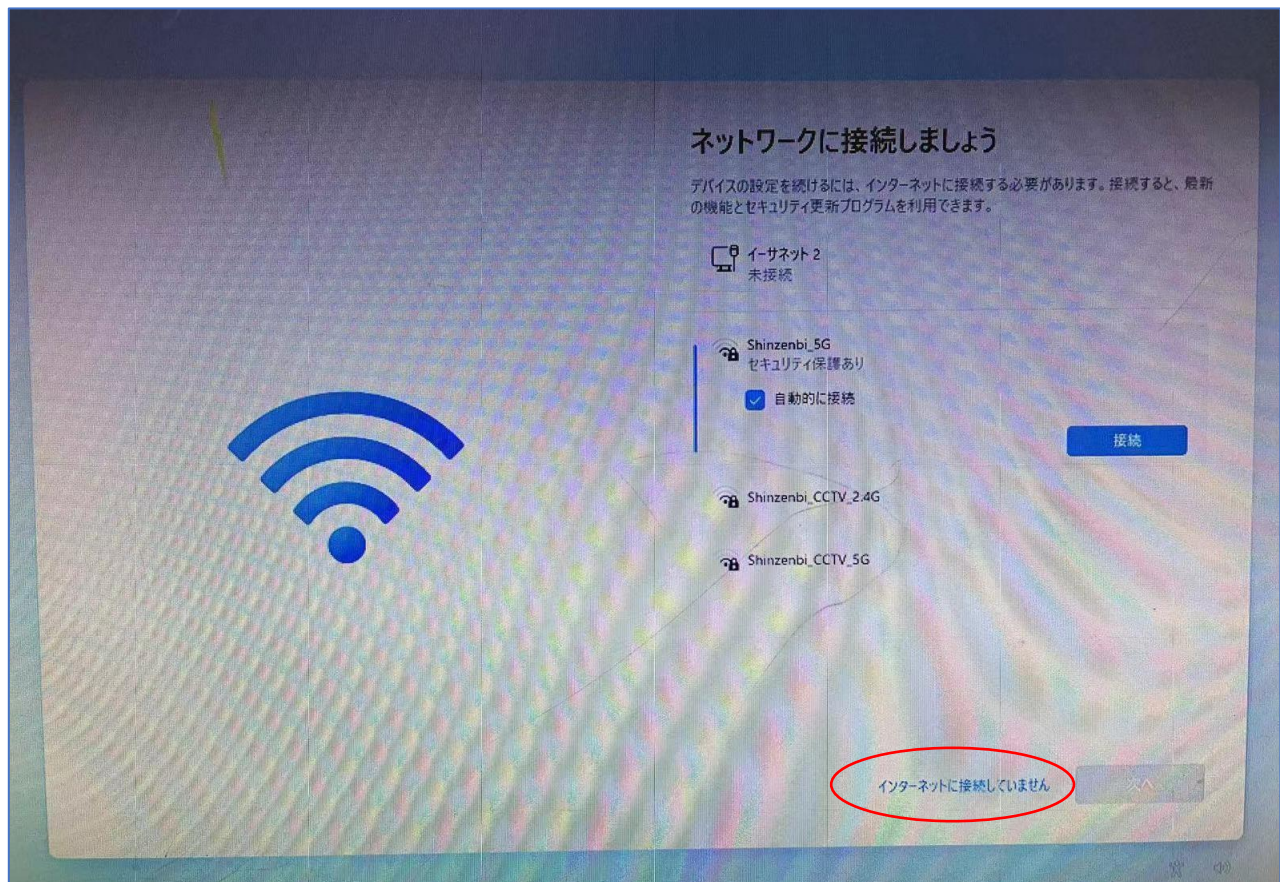 ネットワークに接続しましょう
デバイスの設定を続けるには、インターネットに接続する必要があります。接続すると、最新
の機能とセキュリティ更新プログラムを利用できます。
イーサネット 2
未接続
Shinzenbi_5G
セキュリティ保護あり
自動的に接続
接続
Shinzenbi_CCTV_2.4G
Shinzenbi_CCTV_5G
インターネットに接続していません
次へ